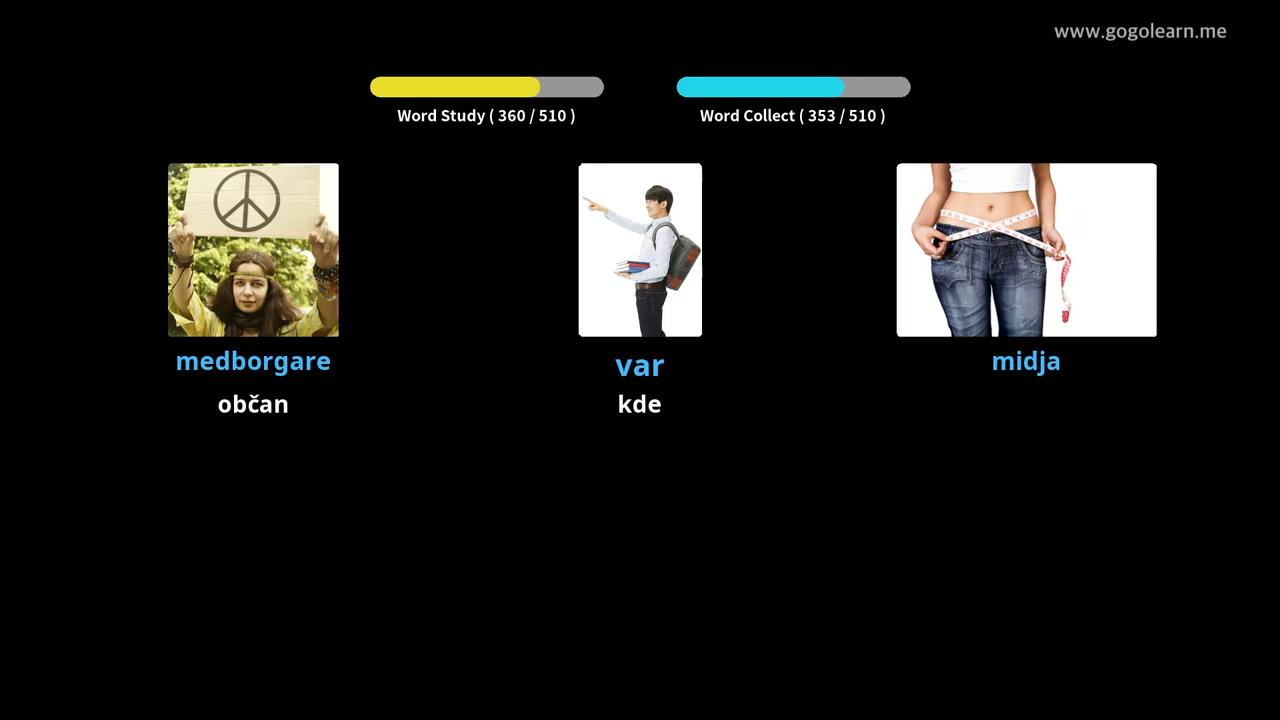 www.gogolearn.me
Word Study ( 360 / 510 )
Word Collect ( 353 / 510 )
medborgare
var
midja
občan
kde